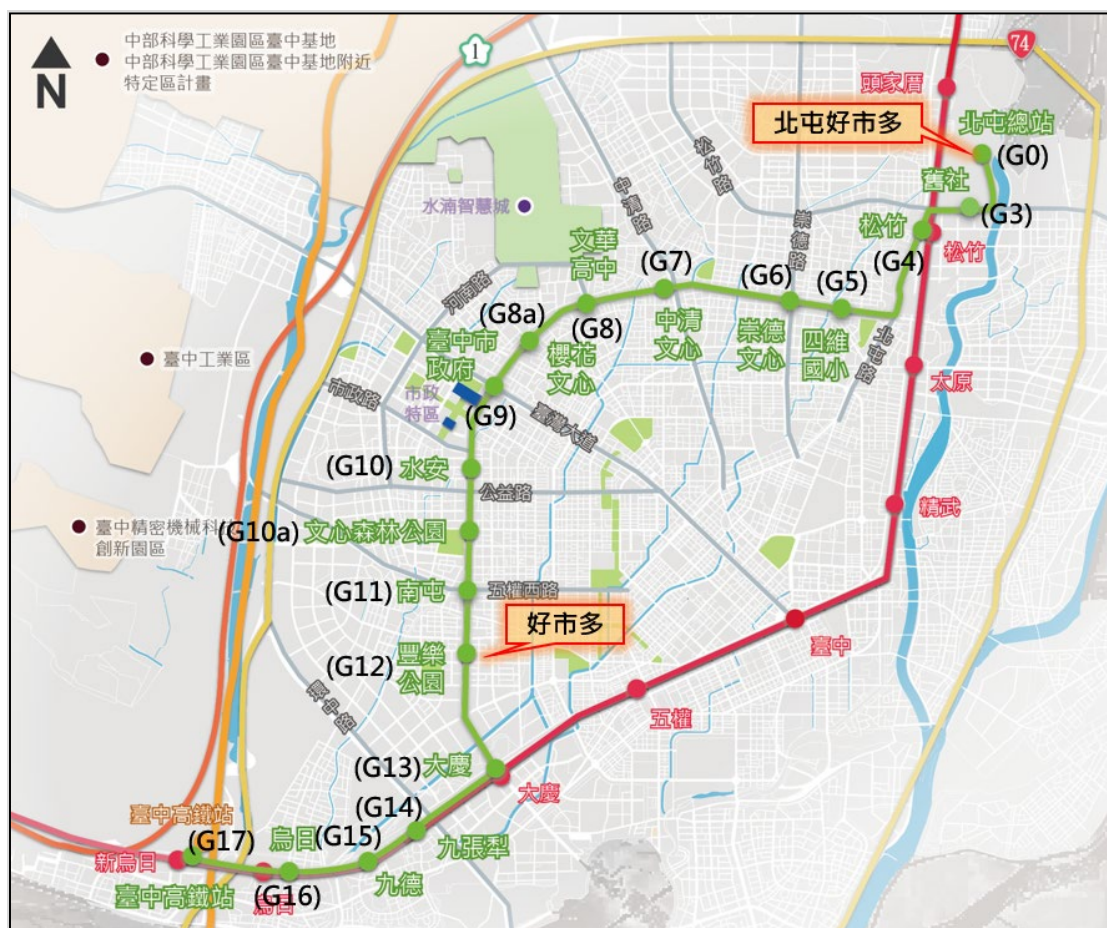 中部科學工業園區臺中基地
中部科學工業園區臺中基地附近
特定區計畫
N
1
74
頭家厝
北屯好市多
北屯總站
(G0)
舊社
(G3)
松竹路
中清路
水湳智慧城
崇德路
松竹
(G4)
松竹
文華
高中
(G7)
(G6)
(G5)
河南路
(G8a)
(G8)
中清
文心
崇德
文心
四維
國小
北屯路
臺中市
政府
櫻花
文心
臺中工業區
太原
市政路
市政
特區
(G9)
臺灣大道
(G10)
水安
公益路
精武
臺中精密機械科
創新園區
(G10a)
文心森林公園
(G11)
南屯
五權西路
好市多
臺中
(G12)
豐樂
公園
環中路
五權
(G13)
大慶
大慶
(G14)
九張犁
臺中高鐵站
(G17)
烏日
(G15)
新烏日
九德
臺中高鐵站
(G16)
烏日